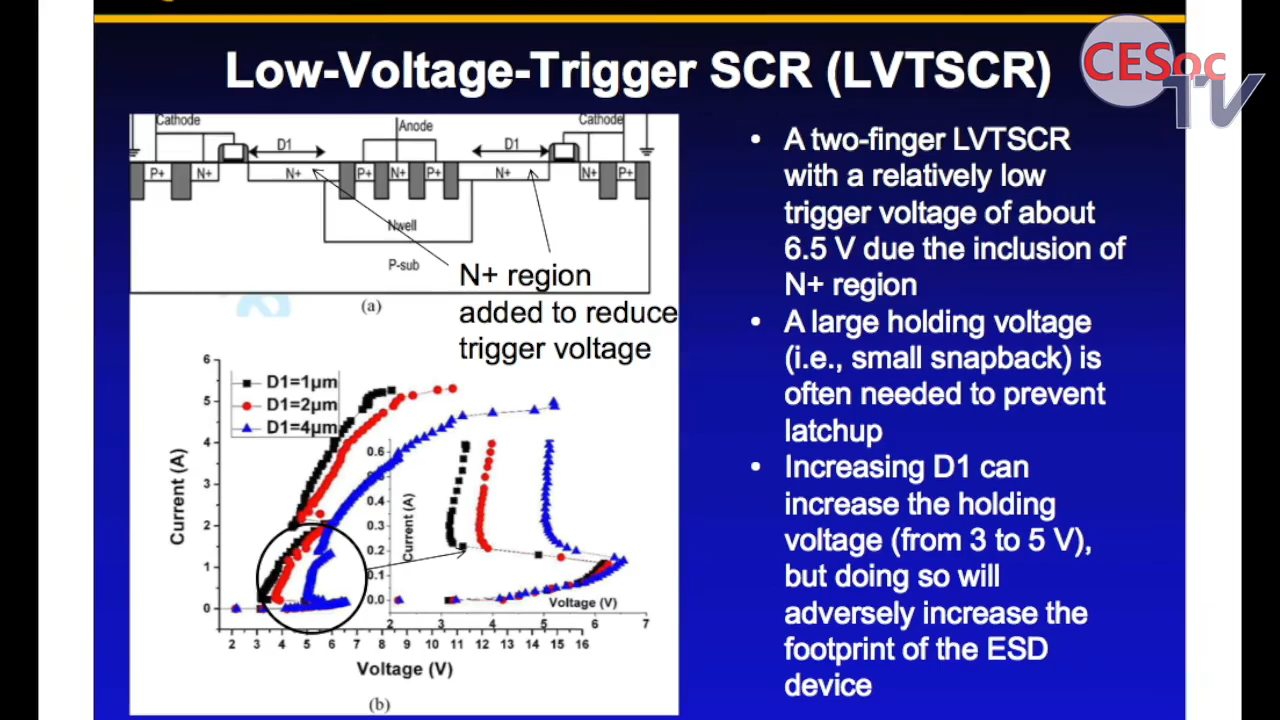 Low-Voltage-Trigger SCR (LVTSCR)
CESoc
TV
Cathode
Anode
Cathode
D1
D1
P+
N+
N+
P+
N+
P+
N+
N+
P+
Nwell
P-sub
N+ region
added to reduce
trigger voltage
(a)
D1=1μm
D1=2μm
D1=4μm
Current (A)
6
5
4
3
2
1
0
2 3 4 5 6 7 8 9 10 11 12 13 14 15 16
Voltage (V)
Current (A)
0.6
0.4
0.3
0.2
0.1
0.0
Voltage (V)
2 3 4 5 6 7
(b)
• A two-finger LVTSCR
with a relatively low
trigger voltage of about
6.5 V due the inclusion of
N+ region
• A large holding voltage
(i.e., small snapback) is
often needed to prevent
latchup
• Increasing D1 can
increase the holding
voltage (from 3 to 5 V),
but doing so will
adversely increase the
footprint of the ESD
device